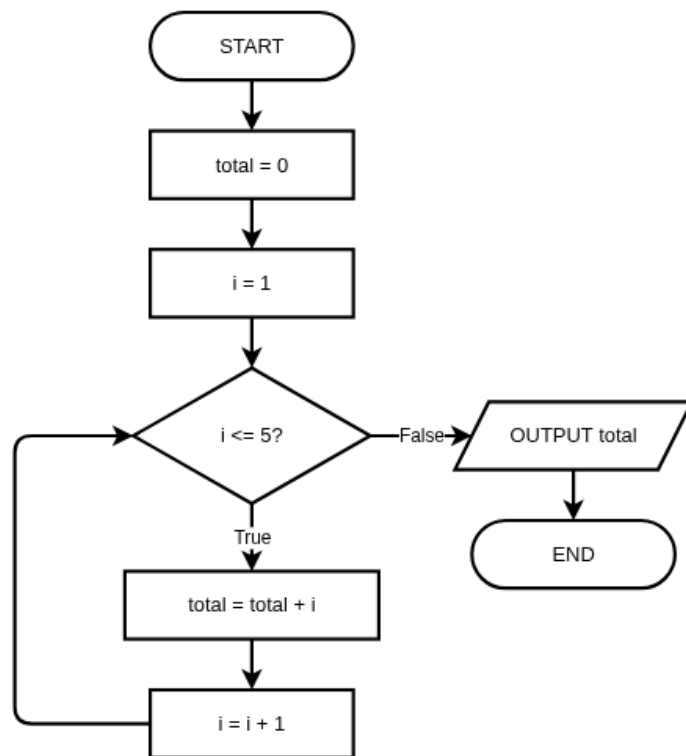 START
total = 0
i = 1
i <= 5?
False
OUTPUT total
True
END
total = total + i
i = i + 1